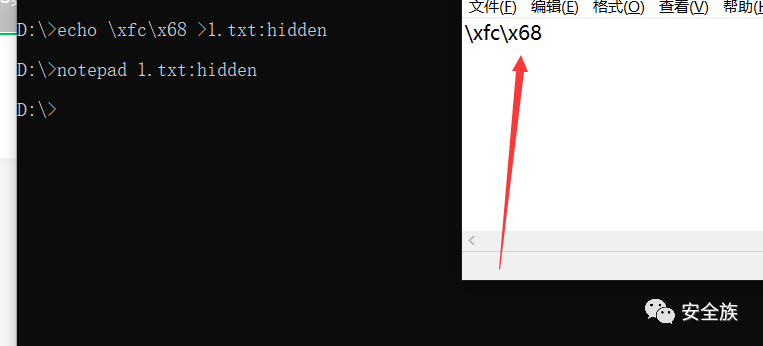 D:\>echo \xfc\x68 >1.txt:hidden
D:\>notepad 1.txt:hidden
D:\>
文件(F) 编辑(E) 格式(O) 查看(V) 帮助(H
\xfc\x68
安全族